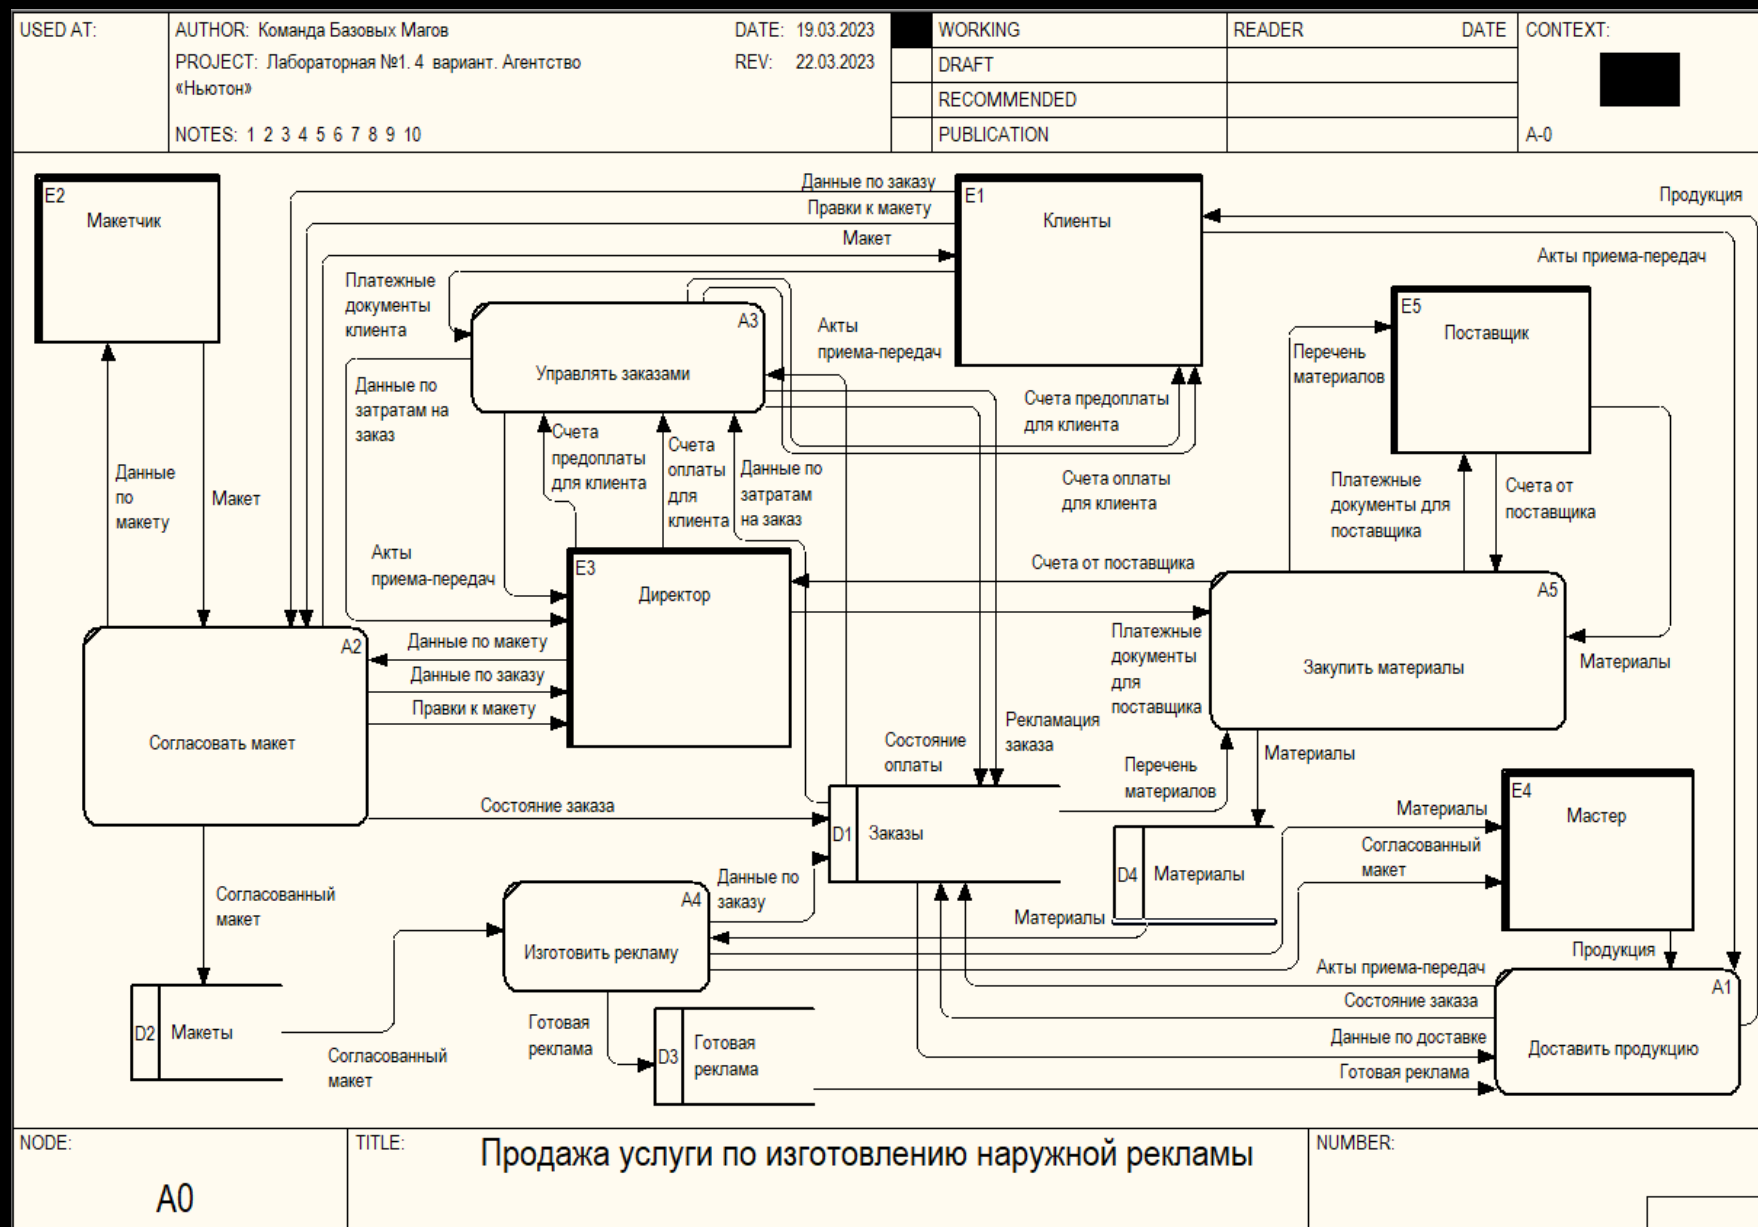 USED AT:
AUTHOR: Команда Базовых Магов
DATE: 19.03.2023
PROJECT: Лабораторная №1. 4 вариант. Агентство
«Ньютон»
REV: 22.03.2023
NOTES: 1 2 3 4 5 6 7 8 9 10
WORKING
DRAFT
RECOMMENDED
PUBLICATION
READER
DATE
CONTEXT:
A-0
E2
Макетчик
Данные по заказу
Правки к макету
Макет
E1
Клиенты
Продукция
Акты приема-передач
Платежные
документы
клиента
A3
Управлять заказами
Акты
приема-передач
E5
Поставщик
Перечень
материалов
Данные по
затратам на
заказ
Счета предоплаты
для клиента
Счета
предоплаты
для клиента
Счета
оплаты
для
клиента
Данные по
затратам
на заказ
Счета оплаты
для клиента
Данные
по
макету
Макет
Платежные
документы для
поставщика
Счета от
поставщика
Акты
приема-передач
E3
Директор
Счета от поставщика
A5
Закупить материалы
Материалы
Платежные
документы
для
поставщика
A2
Согласовать макет
Данные по макету
Данные по заказу
Правки к макету
Рекламация
заказа
Состояние
оплаты
Материалы
Перечень
материалов
Состояние заказа
D1
Заказы
E4
Мастер
Материалы
Согласованный
макет
D4
Материалы
Согласованный
макет
A4
Изготовить рекламу
Данные по
заказу
Материалы
Продукция
Акты приема-передач
Состояние заказа
Данные по доставке
Готовая реклама
A1
Доставить продукцию
D2
Макеты
Согласованный
макет
Готовая
реклама
D3
Готовая
реклама
NODE:
A0
TITLE:
Продажа услуги по изготовлению наружной рекламы
NUMBER: